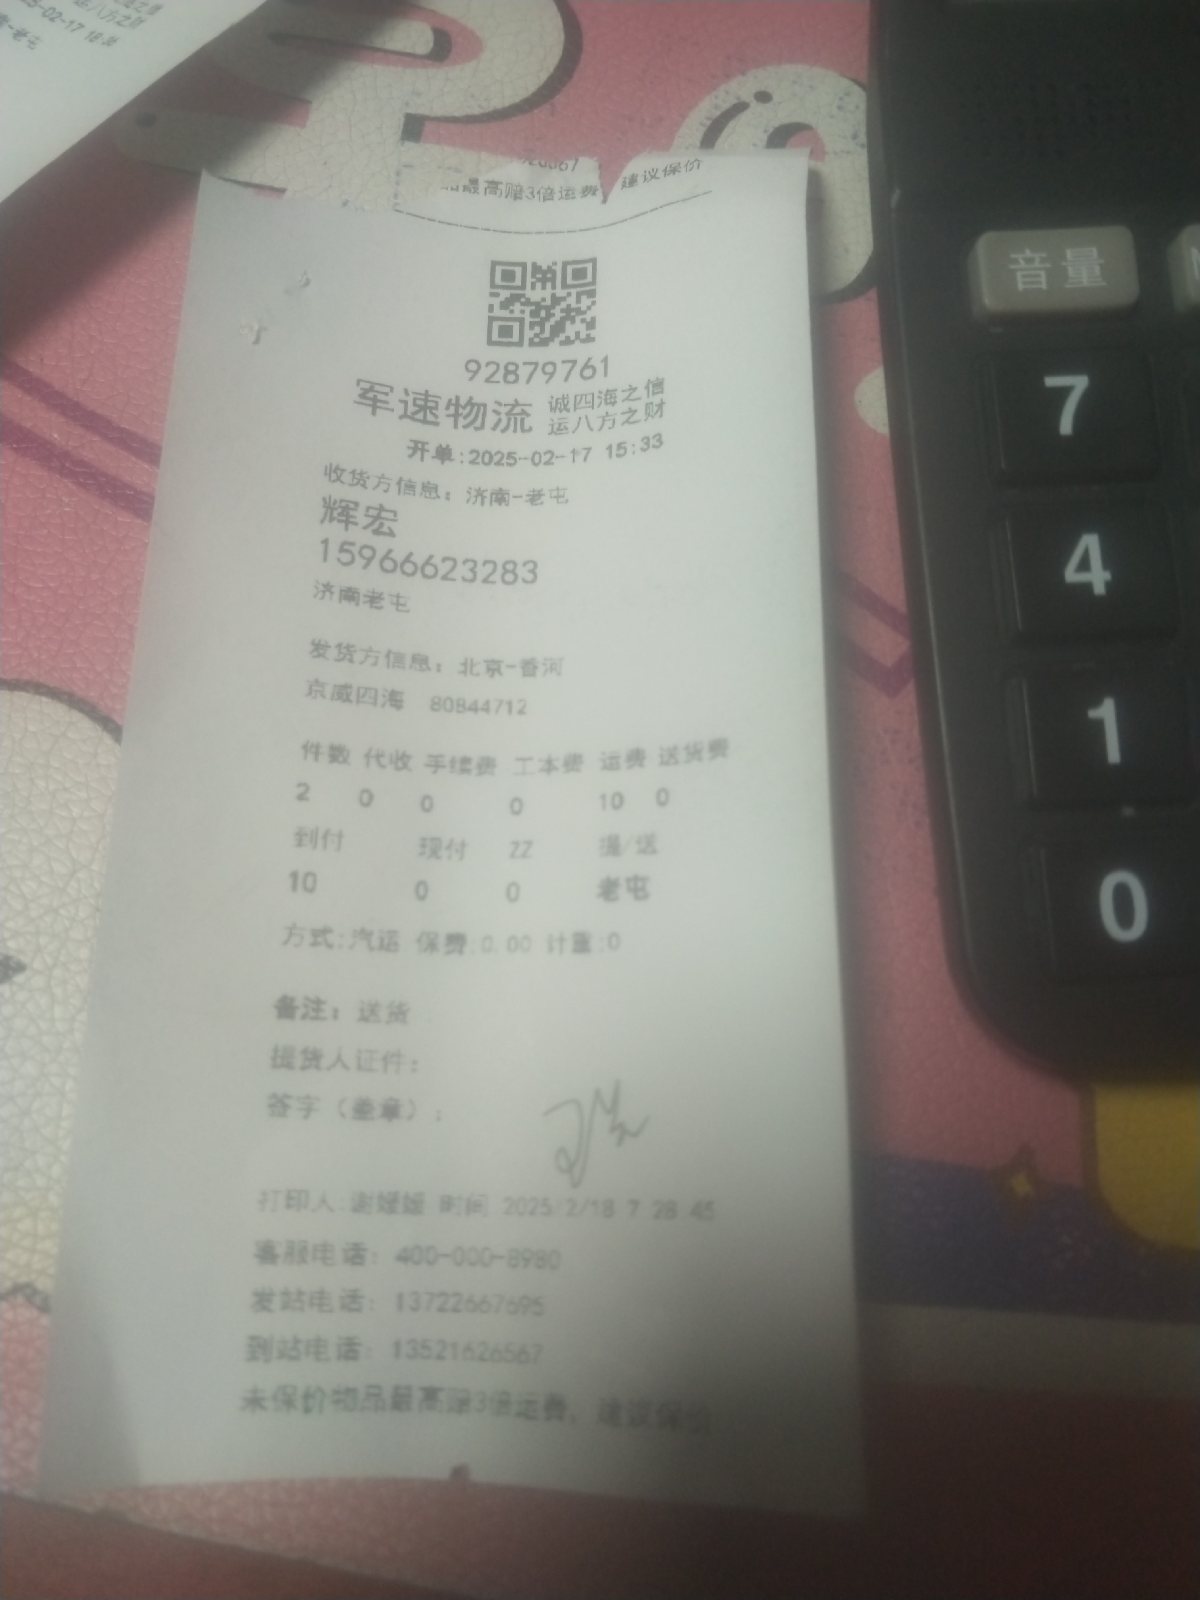 品最高赔3倍运费 建议保价
92879761
军速物流 诚四海之信
运八方之财
开单:2025-02-17 15:33
收货方信息：济南-老屯
辉宏
15966623283
济南老屯
发货方信息：北京-香河
京威四海 80844712
件数 代收 手续费 工本费 运费 送货费
2 0 0 0 10 0
到付 现付 ZZ 提/送
10 0 0 老屯
方式:汽运 保费:0.00 计重:0
备注：送货
提货人证件：
签字（盖章）：
打印人:谢媛媛 时间 2025/2/18 7:28:45
客服电话：400-000-8980
发站电话：13722667695
到站电话：13521626567
未保价物品最高赔3倍运费，建议保价
音量
7
4
1
0